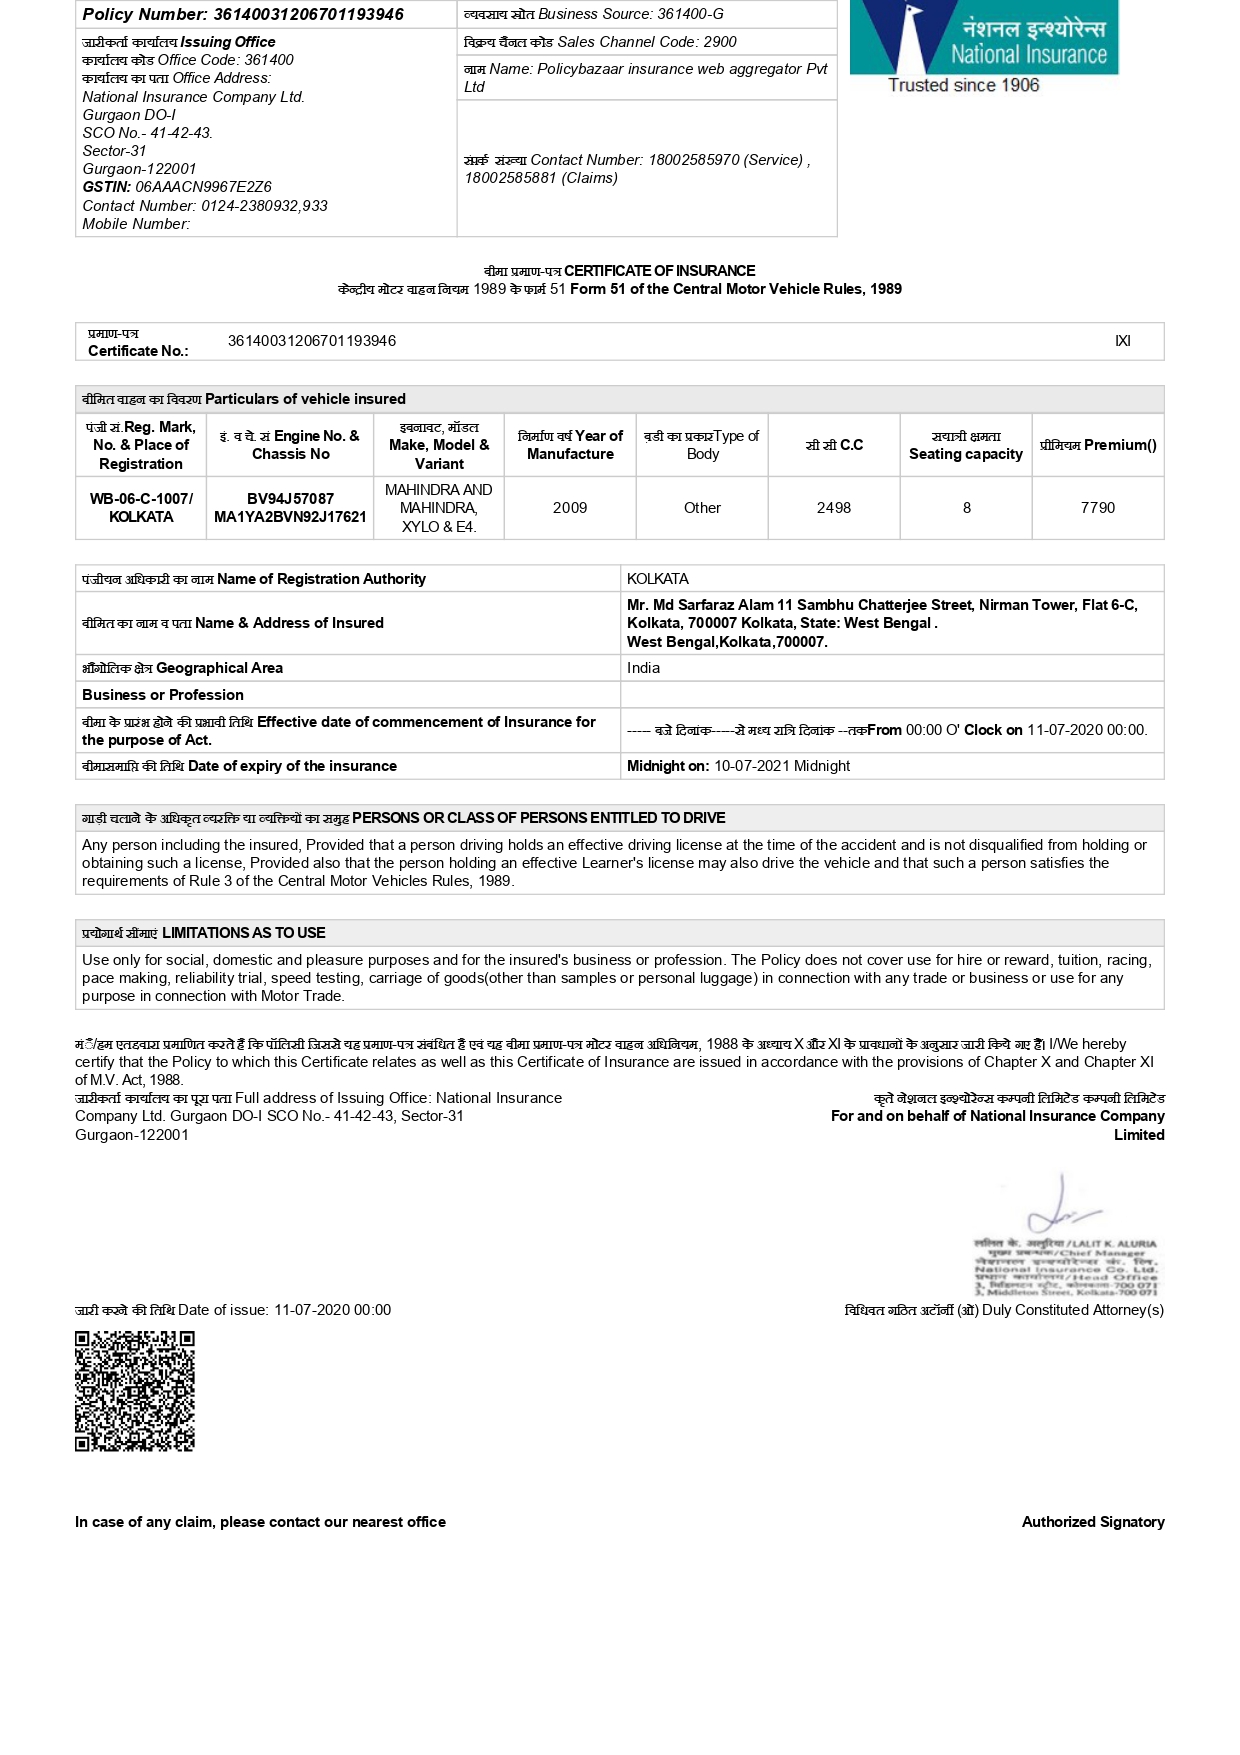 Policy Number: 36140031206701193946
जारीकर्ता कार्यालय Issuing Office
कार्यालय कोड Office Code: 361400
कार्यालय का पता Office Address:
National Insurance Company Ltd.
Gurgaon DO-I
SCO No.- 41-42-43.
Sector-31
Gurgaon-122001
GSTIN: 06AAACN9967E2Z6
Contact Number: 0124-2380932,933
Mobile Number:
व्यवसाय स्रोत Business Source: 361400-G
विक्रय चैनल कोड Sales Channel Code: 2900
नाम Name: Policybazaar insurance web aggregator Pvt
Ltd
संपर्क संख्या Contact Number: 18002585970 (Service) ,
18002585881 (Claims)
नेशनल इन्श्योरेन्स
National Insurance
Trusted since 1906
बीमा प्रमाण-पत्र CERTIFICATE OF INSURANCE
केन्द्रीय मोटर वाहन नियम 1989 के फार्म 51 Form 51 of the Central Motor Vehicle Rules, 1989
प्रमाण-पत्र
Certificate No.: 36140031206701193946 IXI
बीमित वाहन का विवरण Particulars of vehicle insured
पंजी सं.Reg. Mark,
No. & Place of
Registration
इं. व चे. सं Engine No. &
Chassis No
इबनावट, मॉडल
Make, Model &
Variant
निर्माण वर्ष Year of
Manufacture
बडी का प्रकारType of
Body
सी सी C.C
सयात्री क्षमता
Seating capacity
प्रीमियम Premium()
WB-06-C-1007/
KOLKATA
BV94J57087
MA1YA2BVN92J17621
MAHINDRA AND
MAHINDRA,
XYLO & E4.
2009
Other
2498
8
7790
पंजीयन अधिकारी का नाम Name of Registration Authority
KOLKATA
बीमित का नाम व पता Name & Address of Insured
Mr. Md Sarfaraz Alam 11 Sambhu Chatterjee Street, Nirman Tower, Flat 6-C,
Kolkata, 700007 Kolkata, State: West Bengal .
West Bengal,Kolkata,700007.
भौगोलिक क्षेत्र Geographical Area
India
Business or Profession
बीमा के प्रारंभ होने की प्रभावी तिथि Effective date of commencement of Insurance for
the purpose of Act.
----- बजे दिनांक-----से मध्य रात्रि दिनांक --तकFrom 00:00 O' Clock on 11-07-2020 00:00.
बीमासमाप्ति की तिथि Date of expiry of the insurance
Midnight on: 10-07-2021 Midnight
गाड़ी चलाने के अधिकृत व्यरक्ति या व्यक्तियों का समुह PERSONS OR CLASS OF PERSONS ENTITLED TO DRIVE
Any person including the insured, Provided that a person driving holds an effective driving license at the time of the accident and is not disqualified from holding or
obtaining such a license, Provided also that the person holding an effective Learner's license may also drive the vehicle and that such a person satisfies the
requirements of Rule 3 of the Central Motor Vehicles Rules, 1989.
प्रयोगार्थ सीमाएं LIMITATIONS AS TO USE
Use only for social, domestic and pleasure purposes and for the insured's business or profession. The Policy does not cover use for hire or reward, tuition, racing,
pace making, reliability trial, speed testing, carriage of goods(other than samples or personal luggage) in connection with any trade or business or use for any
purpose in connection with Motor Trade.
मैं/हम एतद्दवारा प्रमाणित करते हैं कि पॉलिसी जिससे यह प्रमाण-पत्र संबंधित है एवं यह बीमा प्रमाण-पत्र मोटर वाहन अधिनियम, 1988 के अध्याय X और XI के प्रावधानों के अनुसार जारी किये गए हैं। I/We hereby
certify that the Policy to which this Certificate relates as well as this Certificate of Insurance are issued in accordance with the provisions of Chapter X and Chapter XI
of M.V. Act, 1988.
जारीकर्ता कार्यालय का पूरा पता Full address of Issuing Office: National Insurance
Company Ltd. Gurgaon DO-I SCO No.- 41-42-43, Sector-31
Gurgaon-122001
कृते नेशनल इन्श्योरेन्स कम्पनी लिमिटेड कम्पनी लिमिटेड
For and on behalf of National Insurance Company
Limited
ललित के. अलुरिया/LALIT K. ALURIA
मुख्य प्रबन्धक/Chief Manager
नेशनल इन्श्योरेन्स कं. लि.
National Insurance Co. Ltd.
प्रधान कार्यालय/Head Office
3, मिडिलटन स्ट्रीट, कोलकाता-700 071
3, Middleton Street, Kolkata-700 071
जारी करने की तिथि Date of issue: 11-07-2020 00:00
विधिवत गठित अटॉर्नी (ओं) Duly Constituted Attorney(s)
In case of any claim, please contact our nearest office
Authorized Signatory